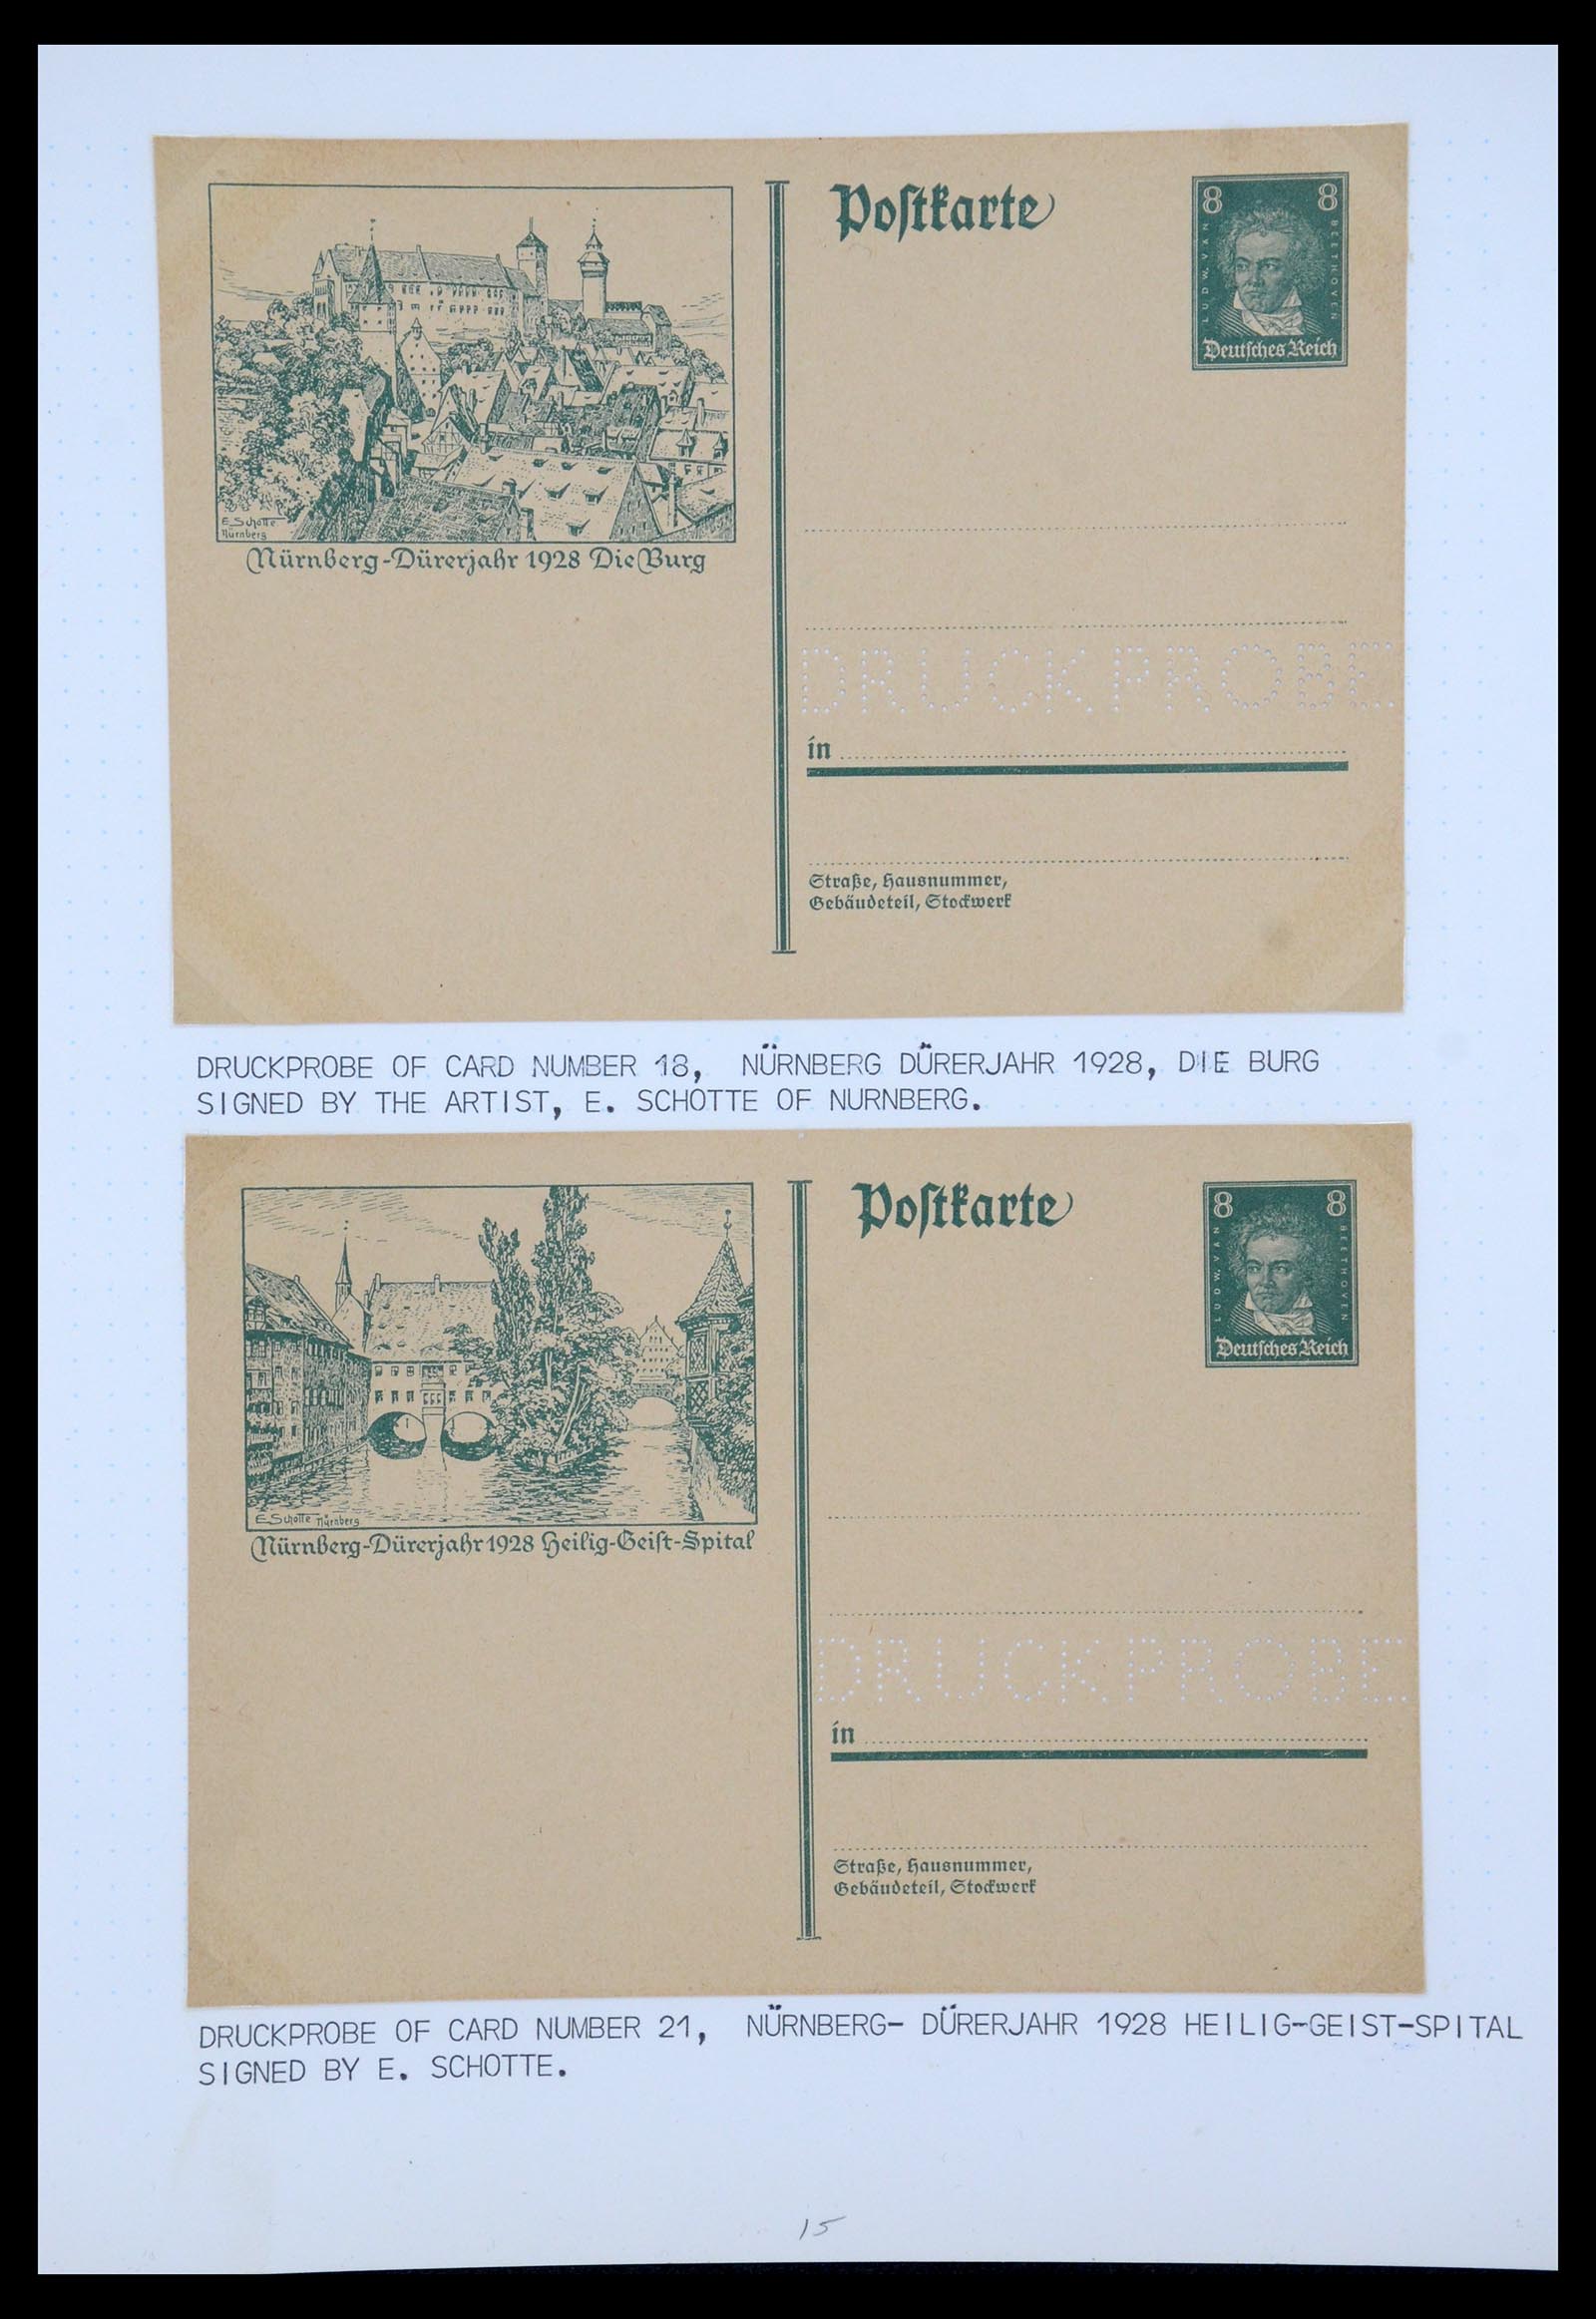 Postkarte
8 8
LUDW. VAN BEETHOVEN
Deutsches Reich
E Schotte
Nürnberg
Nürnberg-Dürerjahr 1928 Die Burg
DRUCKPROBE
in
Straße, Hausnummer,
Gebäudeteil, Stockwerk
DRUCKPROBE OF CARD NUMBER 18, NÜRNBERG DÜRERJAHR 1928, DIE BURG
SIGNED BY THE ARTIST, E. SCHOTTE OF NURNBERG.
Postkarte
8 8
LUDW. VAN BEETHOVEN
Deutsches Reich
E Schotte Nürnberg
Nürnberg-Dürerjahr 1928 Heilig-Geist-Spital
DRUCKPROBE
in
Straße, Hausnummer,
Gebäudeteil, Stockwerk
DRUCKPROBE OF CARD NUMBER 21, NÜRNBERG- DÜRERJAHR 1928 HEILIG-GEIST-SPITAL
SIGNED BY E. SCHOTTE.
15